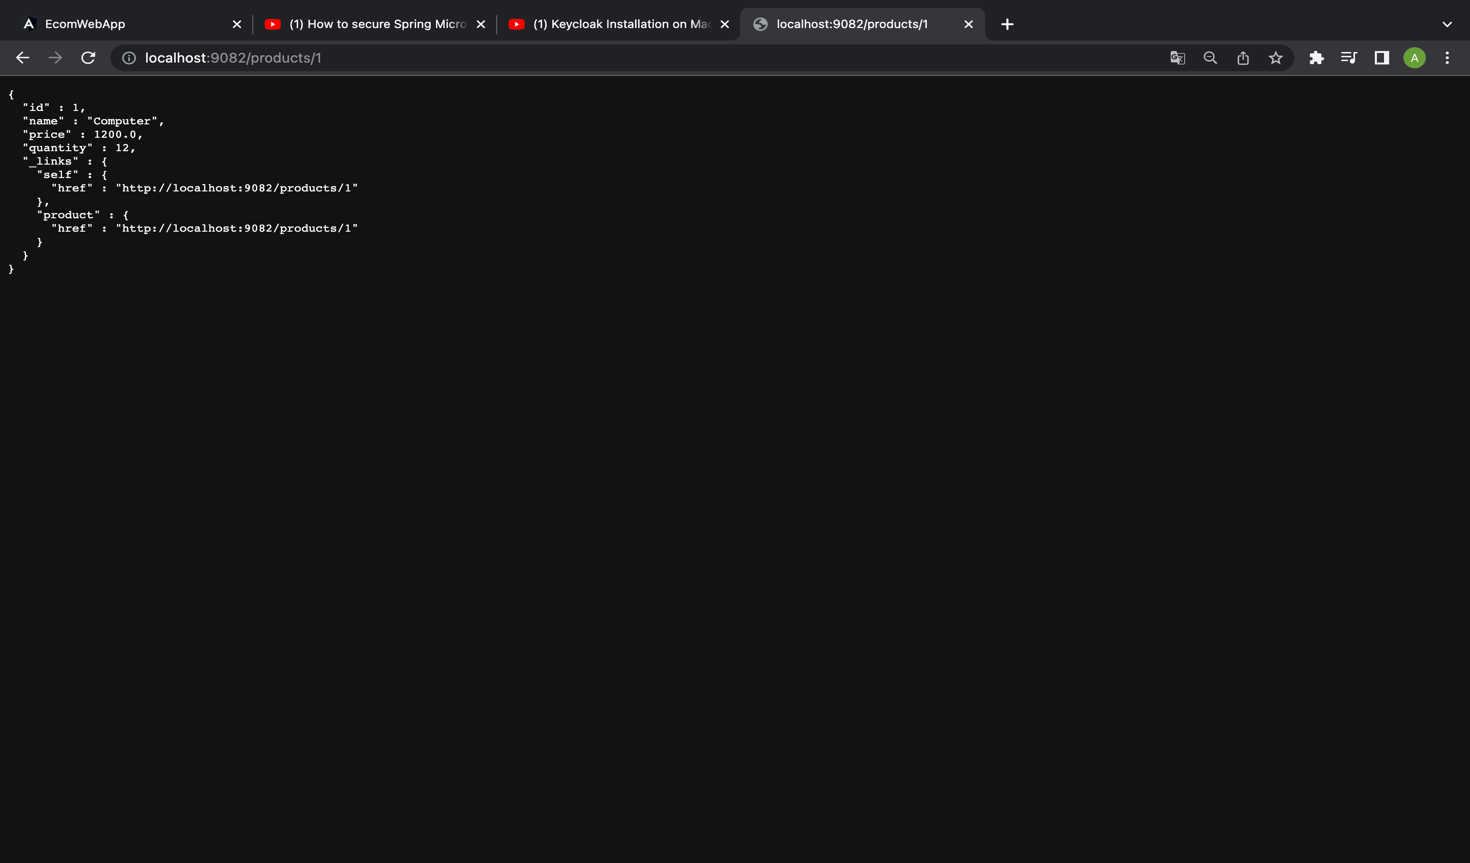 EcomWebApp
(1) How to secure Spring Micro
(1) Keycloak Installation on Mac
localhost:9082/products/1
localhost:9082/products/1
A
{
  "id" : 1,
  "name" : "Computer",
  "price" : 1200.0,
  "quantity" : 12,
  "_links" : {
    "self" : {
      "href" : "http://localhost:9082/products/1"
    },
    "product" : {
      "href" : "http://localhost:9082/products/1"
    }
  }
}